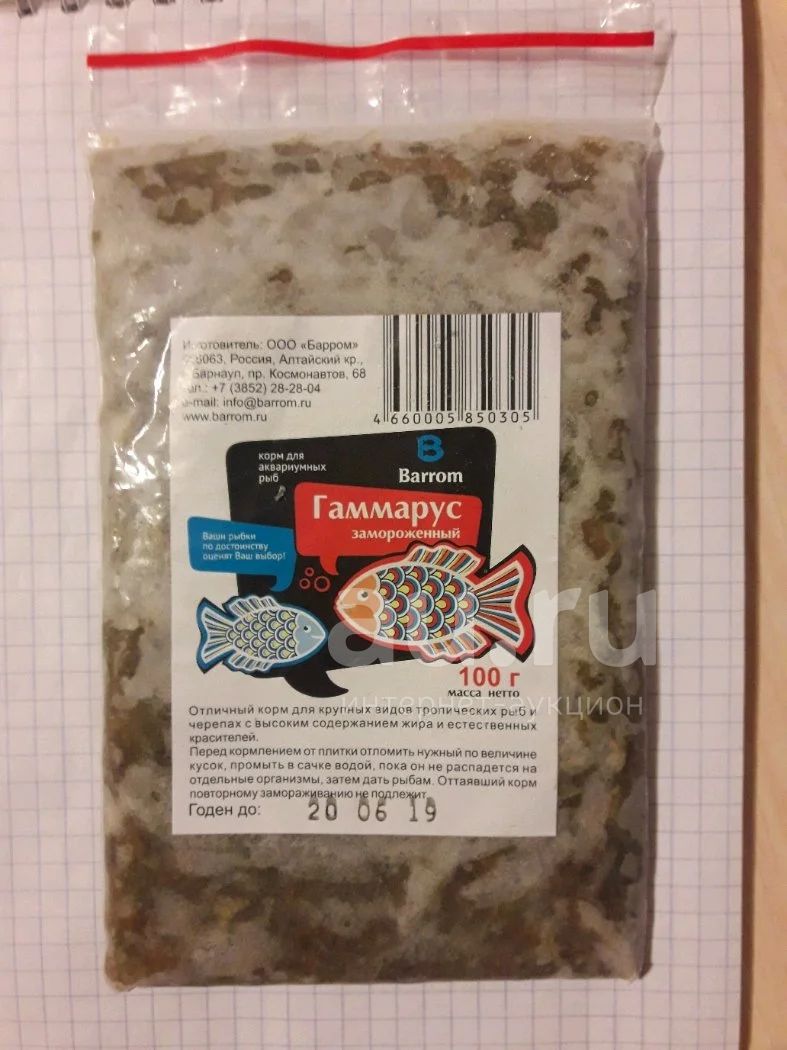 Изготовитель: ООО «Барром»
Россия, Алтайский кр.,
Барнаул, пр. Космонавтов, 68
+7 (3852) 28-28-04
e-mail: info@barrom.ru
www.barrom.ru
4 660005 850305
корм для
аквариумных
рыб
B
Barrom
Гаммарус
замороженный
Ваши рыбки
по достоинству
оценят Ваш выбор!
100 г
масса нетто
интернет-аукцион
Отличный корм для крупных видов тропических рыб и
черепах с высоким содержанием жира и естественных
красителей.
Перед кормлением от плитки отломить нужный по величине
кусок, промыть в сачке водой, пока он не распадется на
отдельные организмы, затем дать рыбам. Оттаявший корм
повторному замораживанию не подлежит.
Годен до: 20 06 19